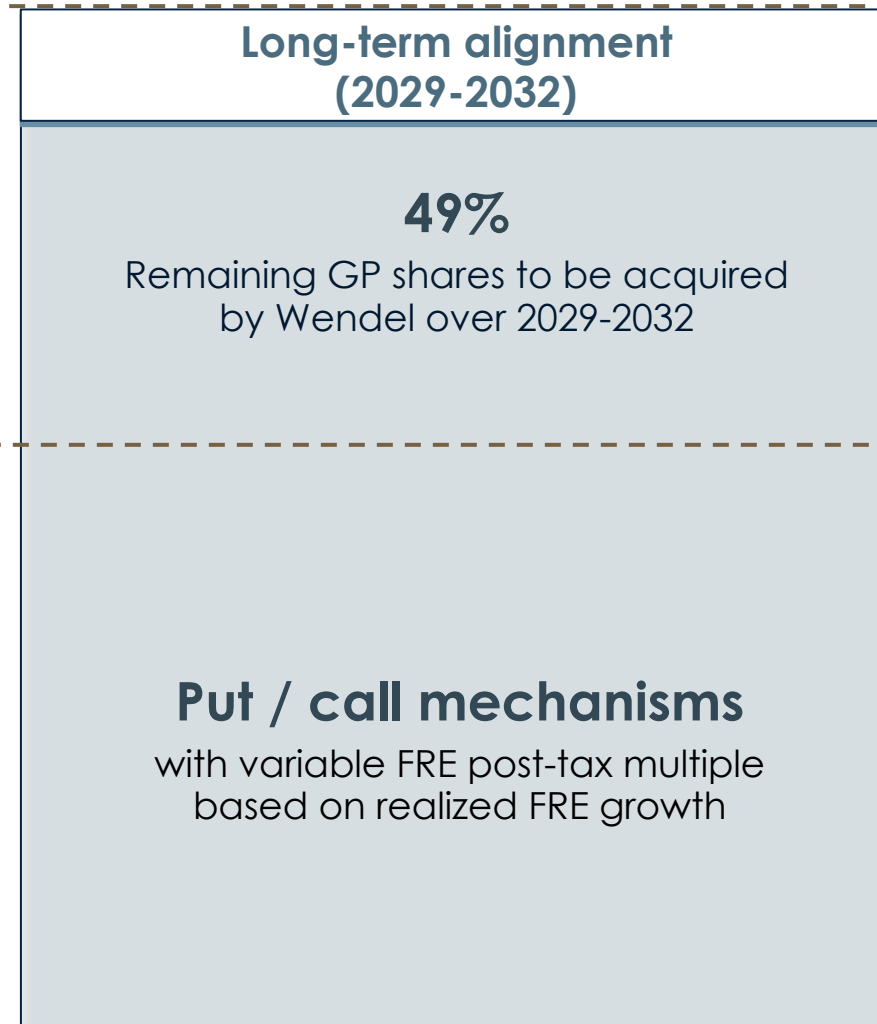 Long-term alignment
(2029-2032)
49%
Remaining GP shares to be acquired
by Wendel over 2029-2032
Put / call mechanisms
with variable FRE post-tax multiple
based on realized FRE growth